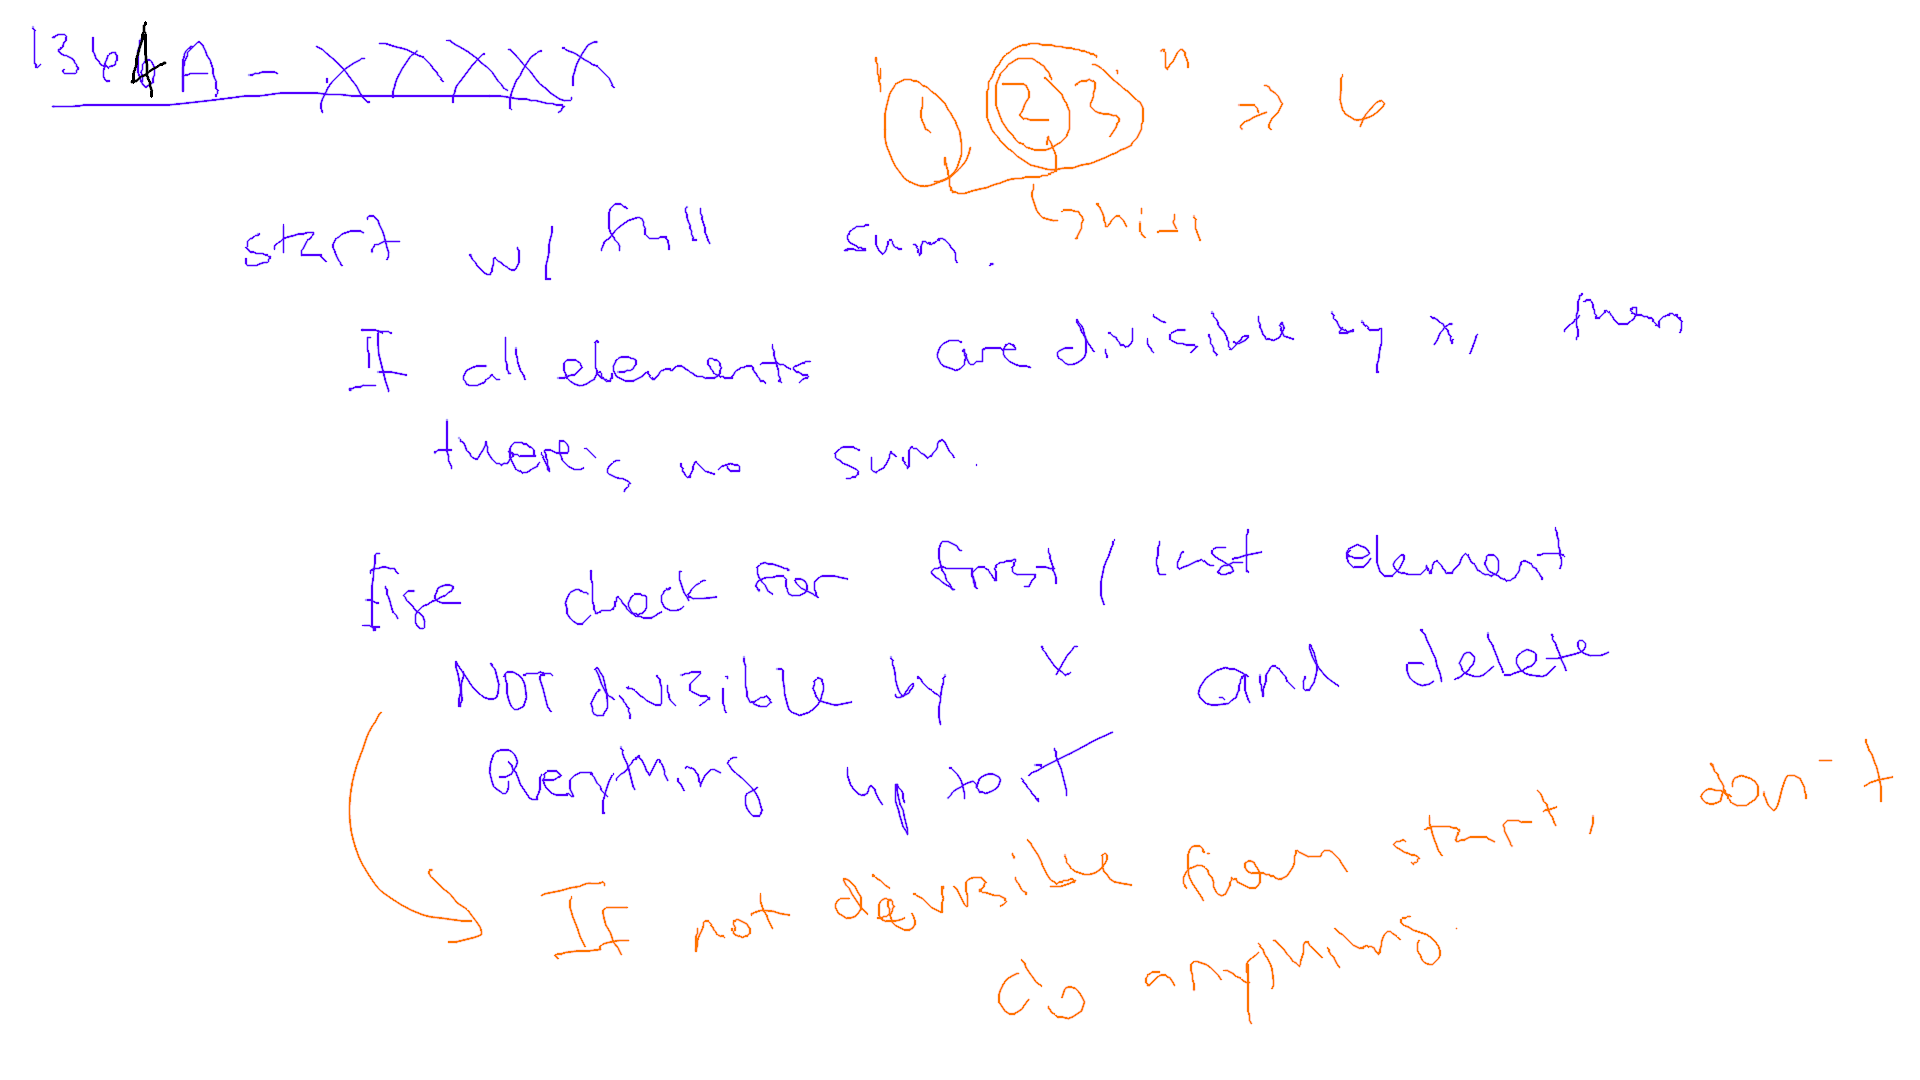 1364A - XXXXX
1 1 2 3 n => 6
start w/ full sum.
If all elements are divisible by x, then
there's no sum.
Else check for first / last element
NOT divisible by x and delete
Everything up to it
If not divisible from start, don't
do anything.